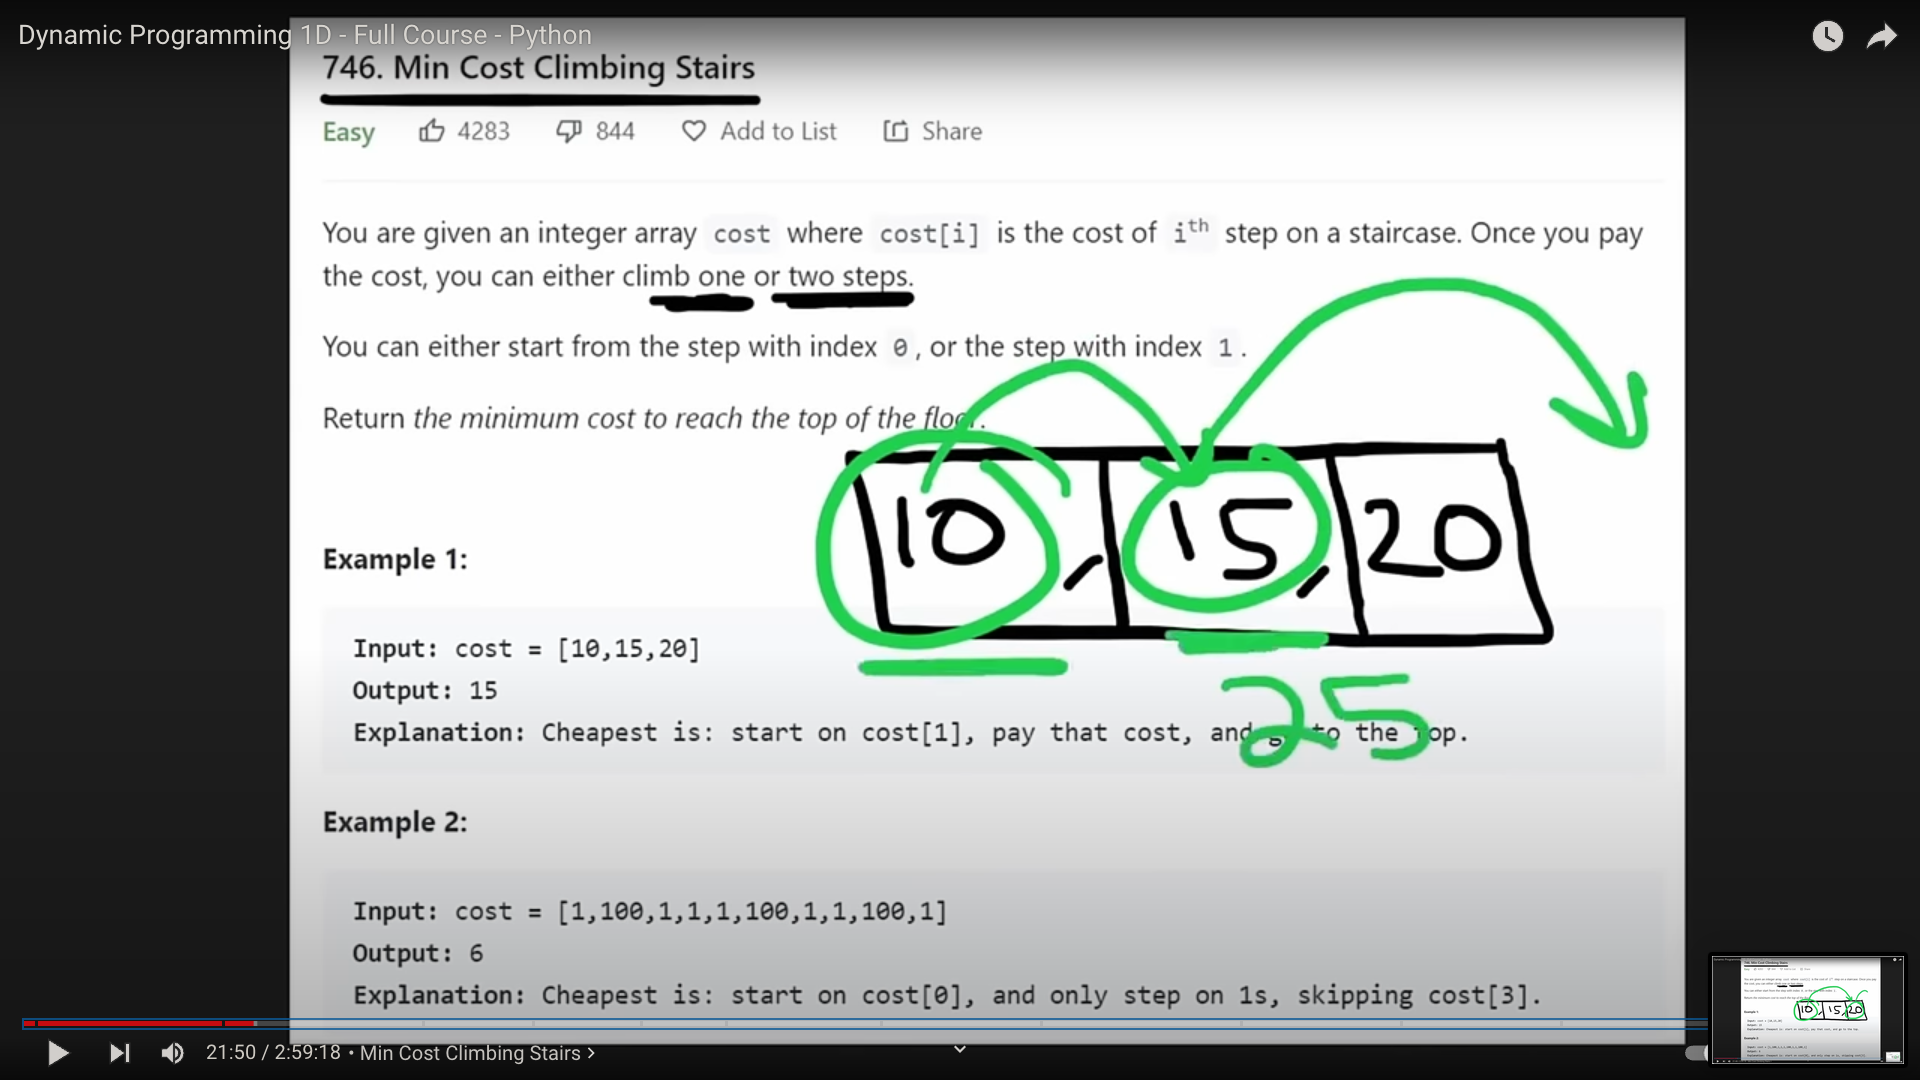 Dynamic Programming 1D - Full Course - Python
746. Min Cost Climbing Stairs
Easy 4283 844 Add to List Share
You are given an integer array cost where cost[i] is the cost of iᵗʰ step on a staircase. Once you pay
the cost, you can either climb one or two steps.
You can either start from the step with index 0, or the step with index 1.
Return the minimum cost to reach the top of the floor.
10, 15, 20
Example 1:
Input: cost = [10,15,20]
Output: 15
25
Explanation: Cheapest is: start on cost[1], pay that cost, and go to the top.
Example 2:
Input: cost = [1,100,1,1,1,100,1,1,100,1]
Output: 6
Explanation: Cheapest is: start on cost[0], and only step on 1s, skipping cost[3].
21:50 / 2:59:18 • Min Cost Climbing Stairs >